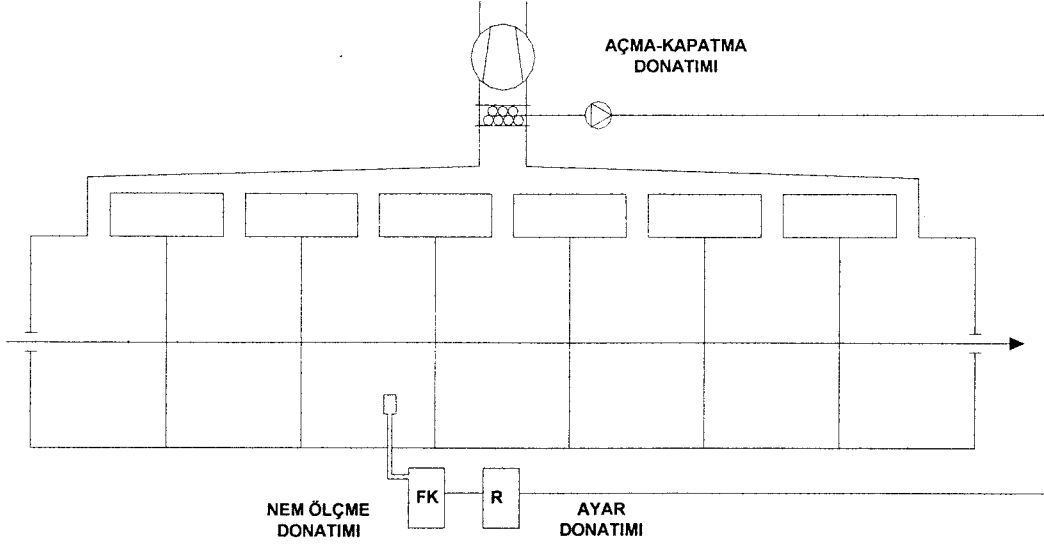 AÇMA-KAPATMA
DONATIMI
FK
R
NEM ÖLÇME
DONATIMI
AYAR
DONATIMI